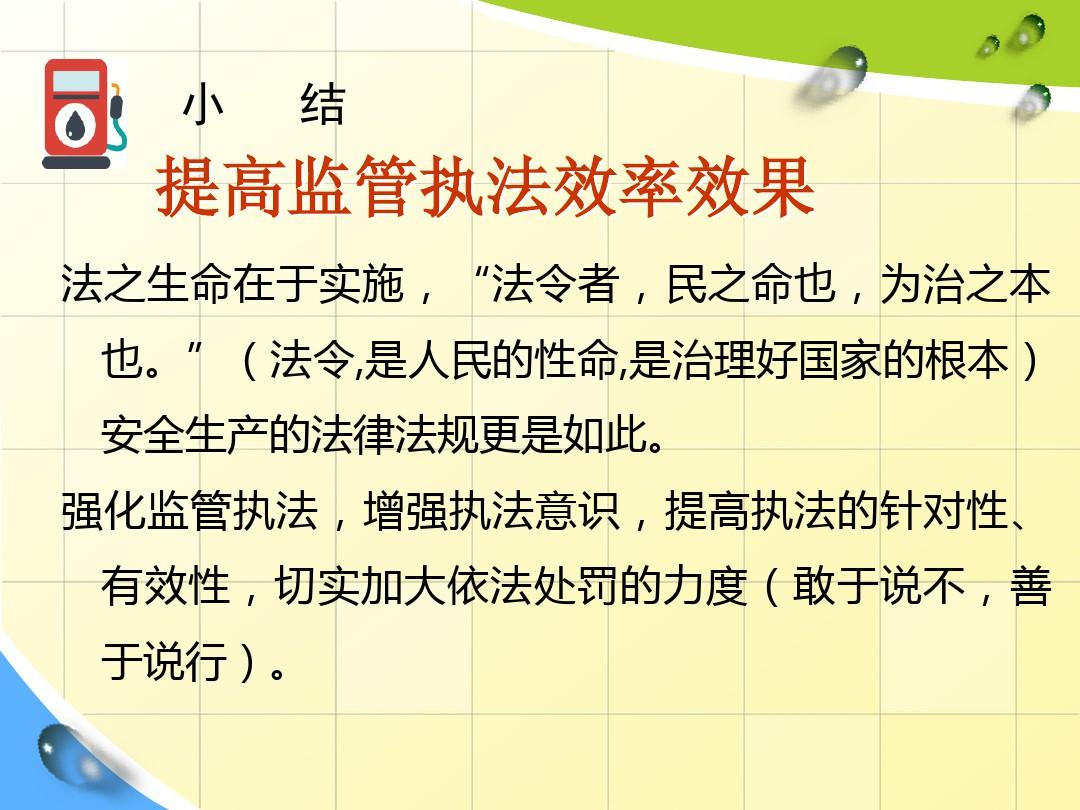 小 结
提高监管执法效率效果
法之生命在于实施，“法令者，民之命也，为治之本
也。”（法令,是人民的性命,是治理好国家的根本）
安全生产的法律法规更是如此。
强化监管执法，增强执法意识，提高执法的针对性、
有效性，切实加大依法处罚的力度（敢于说不，善
于说行）。